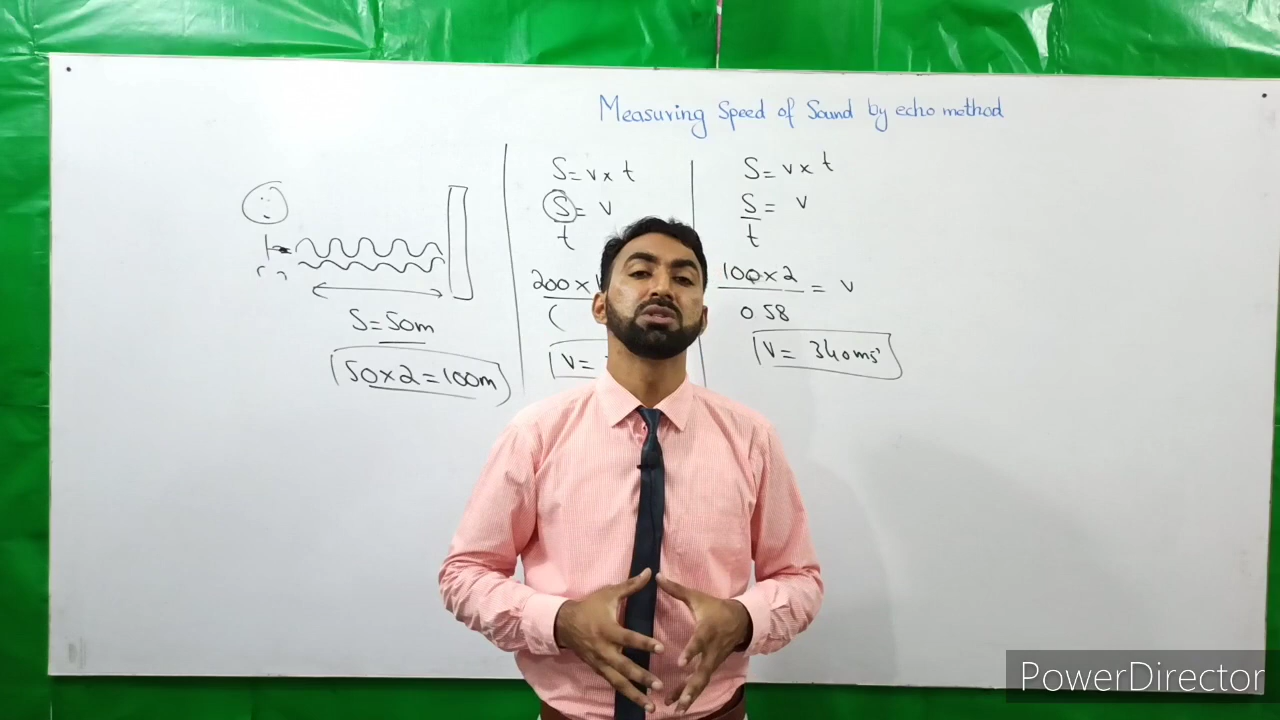 Measuring Speed of Sound by echo method
S = 50m
50 x 2 = 100m
S = v x t
S = v
t
200 x
(
V =
S = v x t
S = v
t
100 x 2 = v
0 58
V = 340ms'
PowerDirector